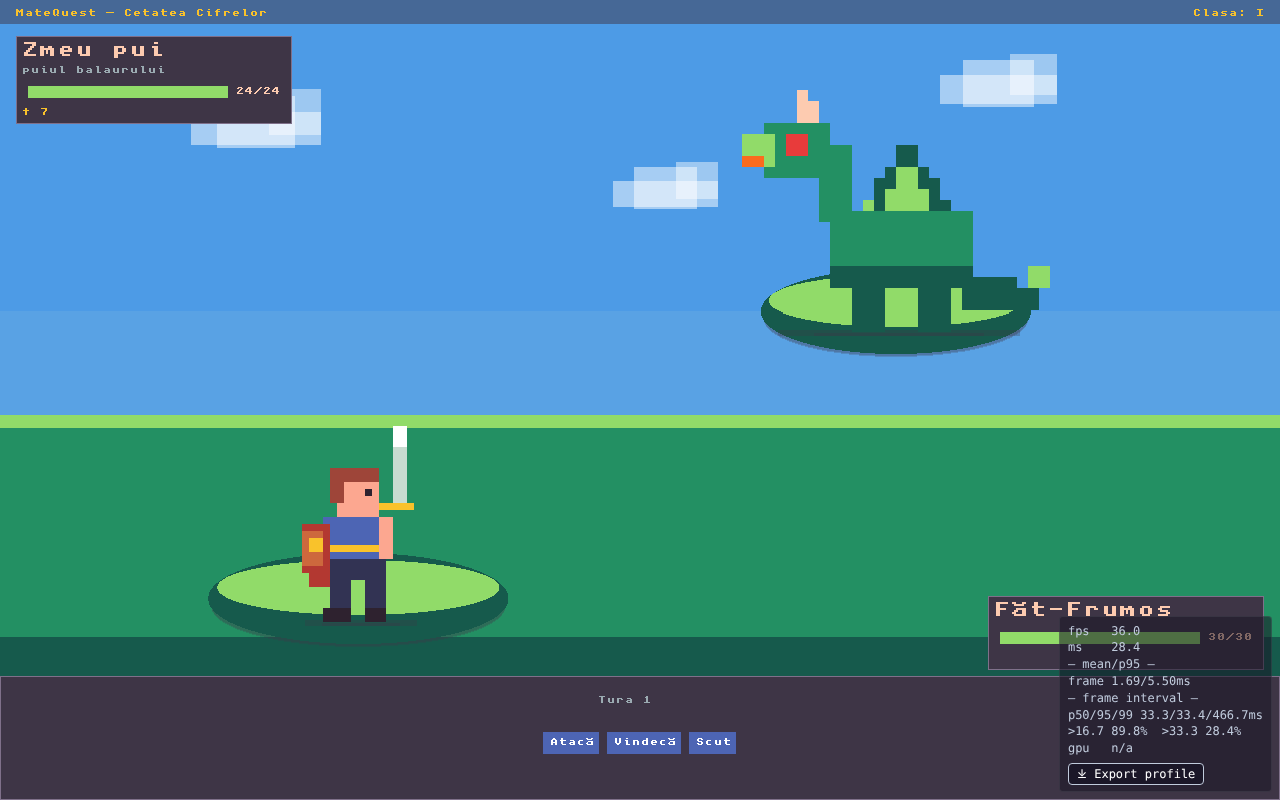 MateQuest — Cetatea Cifrelor
Clasa: I
Zmeu pui
puiul balaurului
24/24
† 7
Făt-Frumos
30/30
fps 36.0
ms 28.4
— mean/p95 —
frame 1.69/5.50ms
— frame interval —
p50/95/99 33.3/33.4/466.7ms
>16.7 89.8% >33.3 28.4%
gpu n/a
Export profile
Tura 1
Atacă Vindecă Scut